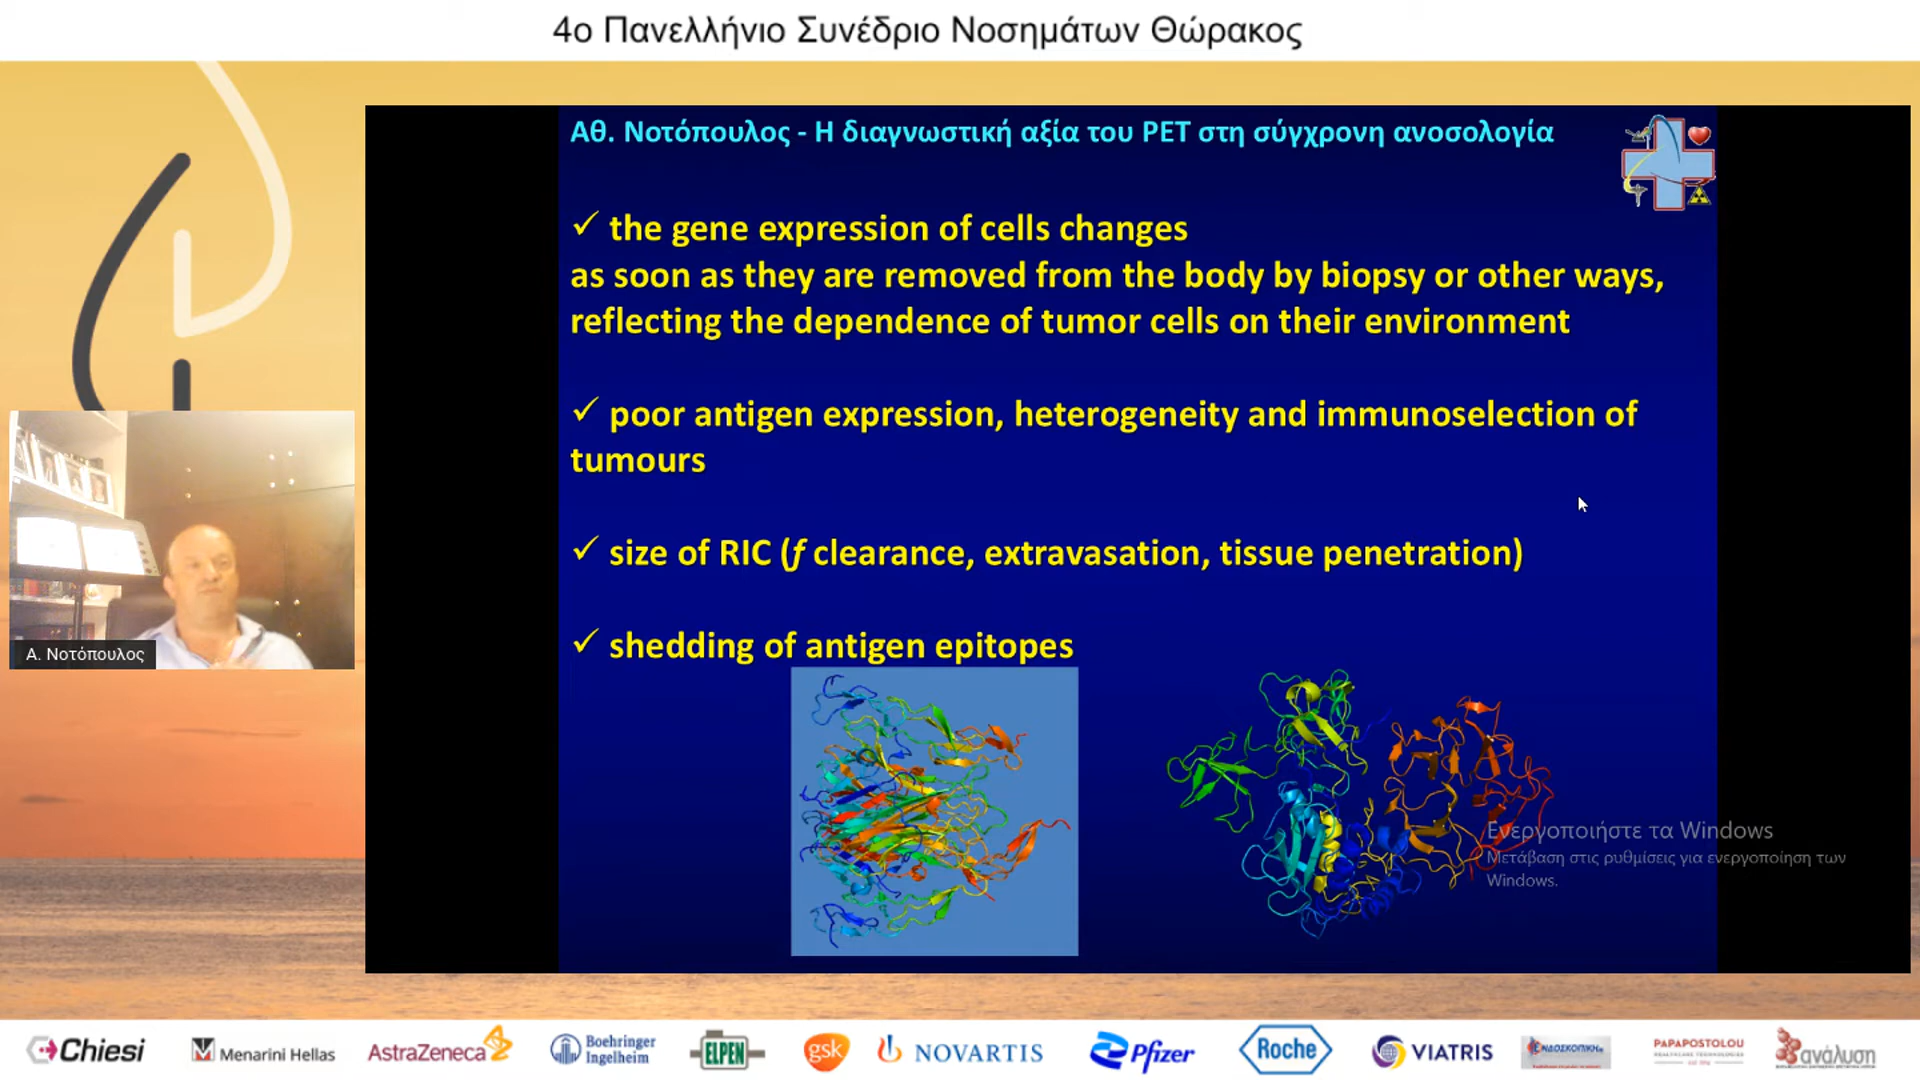 4ο Πανελλήνιο Συνέδριο Νοσημάτων Θώρακος
Αθ. Νοτόπουλος - Η διαγνωστική αξία του PET στη σύγχρονη ανοσολογία
✓ the gene expression of cells changes
as soon as they are removed from the body by biopsy or other ways,
reflecting the dependence of tumor cells on their environment
✓ poor antigen expression, heterogeneity and immunoselection of
tumours
✓ size of RIC (f clearance, extravasation, tissue penetration)
✓ shedding of antigen epitopes
Α. Νοτόπουλος
Ενεργοποιήστε τα Windows
Μετάβαση στις ρυθμίσεις για ενεργοποίηση των
Windows.
Chiesi
Menarini Hellas
AstraZeneca
Boehringer
Ingelheim
ELPEN
gsk
NOVARTIS
Pfizer
Roche
VIATRIS
ΕΝΔΟΣΚΟΠΙΚΗ
PAPAPOSTOLOU
ανάλυση